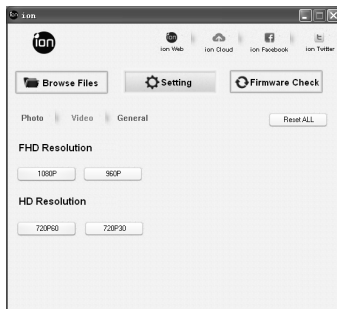 ion
ion
ion Web ion Cloud ion Facebook ion Twitter
Browse Files Setting Firmware Check
Photo Video General Reset ALL
FHD Resolution
1080P 960P
HD Resolution
720P60 720P30